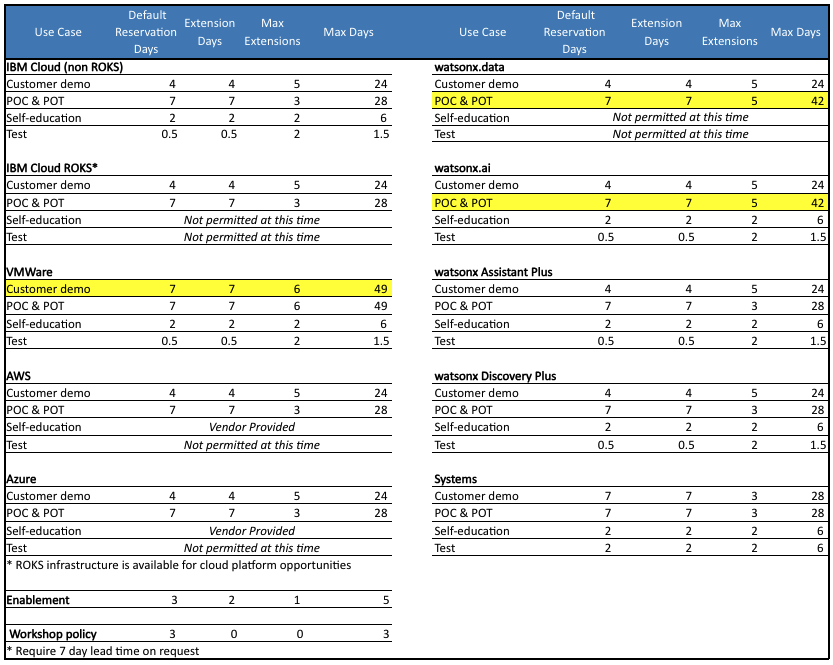 Use Case Default Reservation Days Extension Days Max Extensions Max Days
IBM Cloud (non ROKS)
Customer demo 4 4 5 24
POC & POT 7 7 3 28
Self-education 2 2 2 6
Test 0.5 0.5 2 1.5
IBM Cloud ROKS*
Customer demo 4 4 5 24
POC & POT 7 7 3 28
Self-education Not permitted at this time
Test Not permitted at this time
VMWare
Customer demo 7 7 6 49
POC & POT 7 7 6 49
Self-education 2 2 2 6
Test 0.5 0.5 2 1.5
AWS
Customer demo 4 4 5 24
POC & POT 7 7 3 28
Self-education Vendor Provided
Test Not permitted at this time
Azure
Customer demo 4 4 5 24
POC & POT 7 7 3 28
Self-education Vendor Provided
Test Not permitted at this time
* ROKS infrastructure is available for cloud platform opportunities
Enablement 3 2 1 5
Workshop policy 3 0 0 3
* Require 7 day lead time on request
Use Case Default Reservation Days Extension Days Max Extensions Max Days
watsonx.data
Customer demo 4 4 5 24
POC & POT 7 7 5 42
Self-education Not permitted at this time
Test Not permitted at this time
watsonx.ai
Customer demo 4 4 5 24
POC & POT 7 7 5 42
Self-education 2 2 2 6
Test 0.5 0.5 2 1.5
watsonx Assistant Plus
Customer demo 4 4 5 24
POC & POT 7 7 3 28
Self-education 2 2 2 6
Test 0.5 0.5 2 1.5
watsonx Discovery Plus
Customer demo 4 4 5 24
POC & POT 7 7 3 28
Self-education 2 2 2 6
Test 0.5 0.5 2 1.5
Systems
Customer demo 7 7 3 28
POC & POT 7 7 3 28
Self-education 2 2 2 6
Test 2 2 2 6